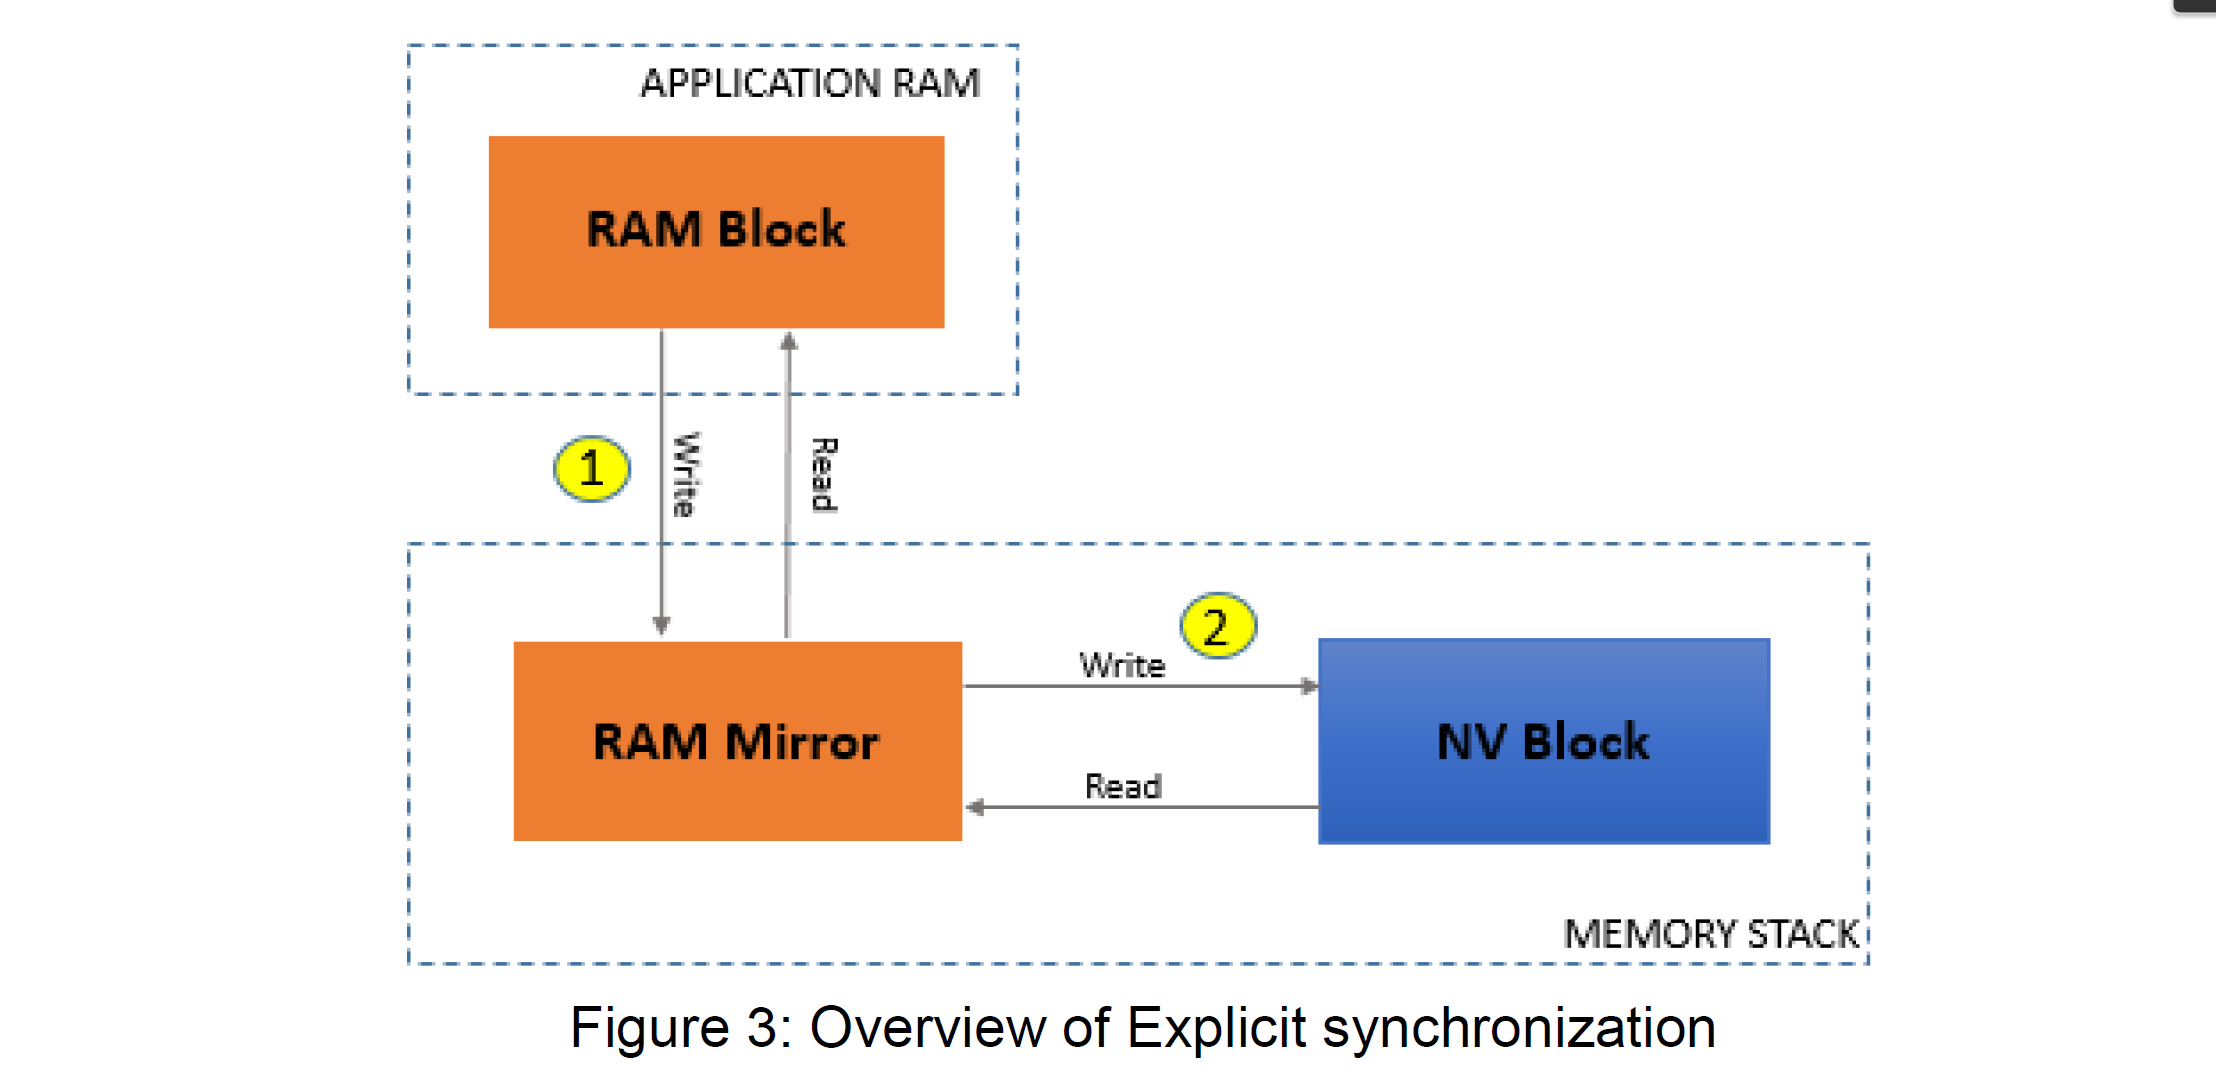 APPLICATION RAM
RAM Block
1
Write
Read
2
Write
RAM Mirror
NV Block
Read
MEMORY STACK
Figure 3: Overview of Explicit synchronization